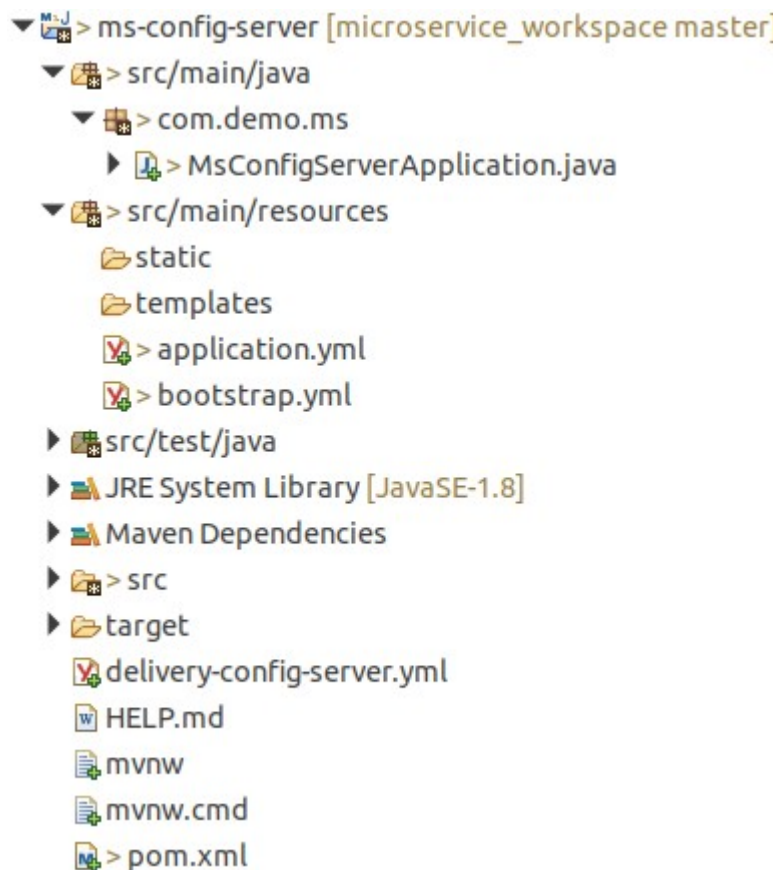 > ms-config-server [microservice_workspace master]
> src/main/java
> com.demo.ms
> MsConfigServerApplication.java
> src/main/resources
static
templates
> application.yml
> bootstrap.yml
src/test/java
JRE System Library [JavaSE-1.8]
Maven Dependencies
> src
target
delivery-config-server.yml
HELP.md
mvnw
mvnw.cmd
> pom.xml